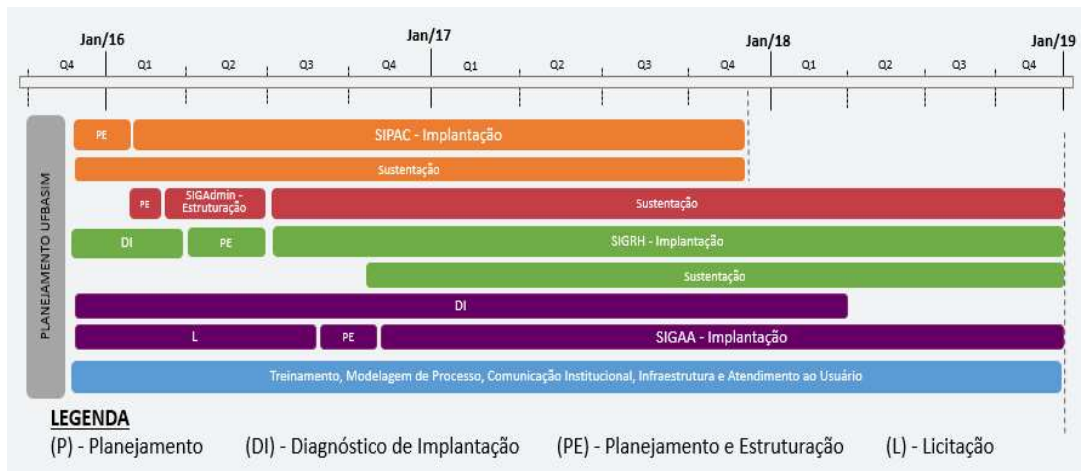 Jan/16 Jan/17 Jan/18 Jan/19
Q4 Q1 Q2 Q3 Q4 Q1 Q2 Q3 Q4 Q1 Q2 Q3 Q4
PLANEJAMENTO UFBASIM
PE SIPAC - Implantação
Sustentação
PE SIGAdmin -
Estruturação
Sustentação
DI PE SIGRH - Implantação
Sustentação
DI
L PE SIGAA - Implantação
Treinamento, Modelagem de Processo, Comunicação Institucional, Infraestrutura e Atendimento ao Usuário
LEGENDA
(P) - Planejamento (DI) - Diagnóstico de Implantação (PE) - Planejamento e Estruturação (L) - Licitação